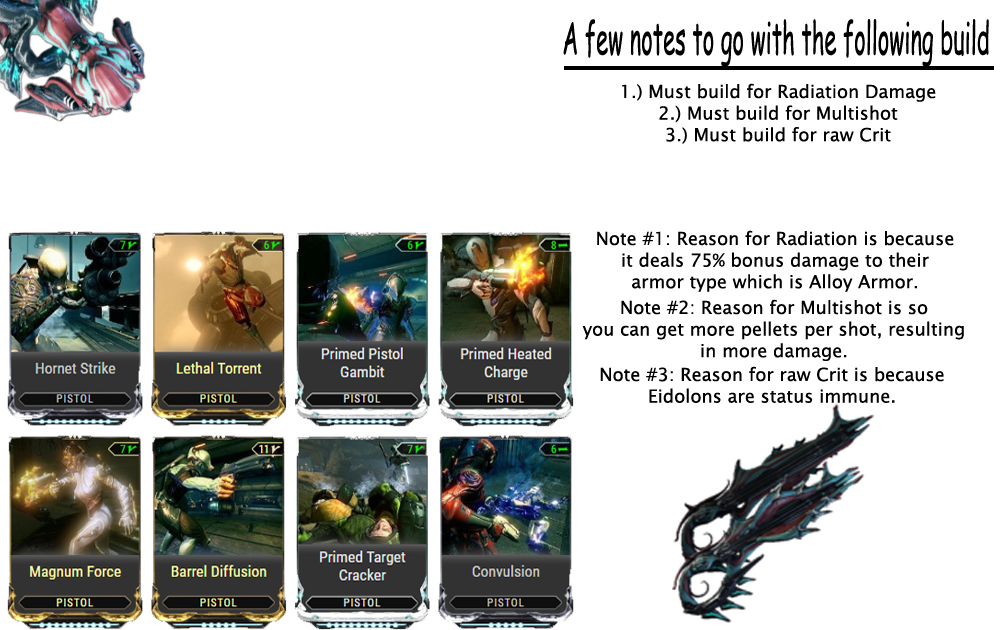 A few notes to go with the following build
1.) Must build for Radiation Damage
2.) Must build for Multishot
3.) Must build for raw Crit
Note #1: Reason for Radiation is because
it deals 75% bonus damage to their
armor type which is Alloy Armor.
Note #2: Reason for Multishot is so
you can get more pellets per shot, resulting
in more damage.
Note #3: Reason for raw Crit is because
Eidolons are status immune.
7
Hornet Strike
PISTOL
6
Lethal Torrent
PISTOL
6
Primed Pistol
Gambit
PISTOL
8
Primed Heated
Charge
PISTOL
7
Magnum Force
PISTOL
11
Barrel Diffusion
PISTOL
7
Primed Target
Cracker
PISTOL
6
Convulsion
PISTOL